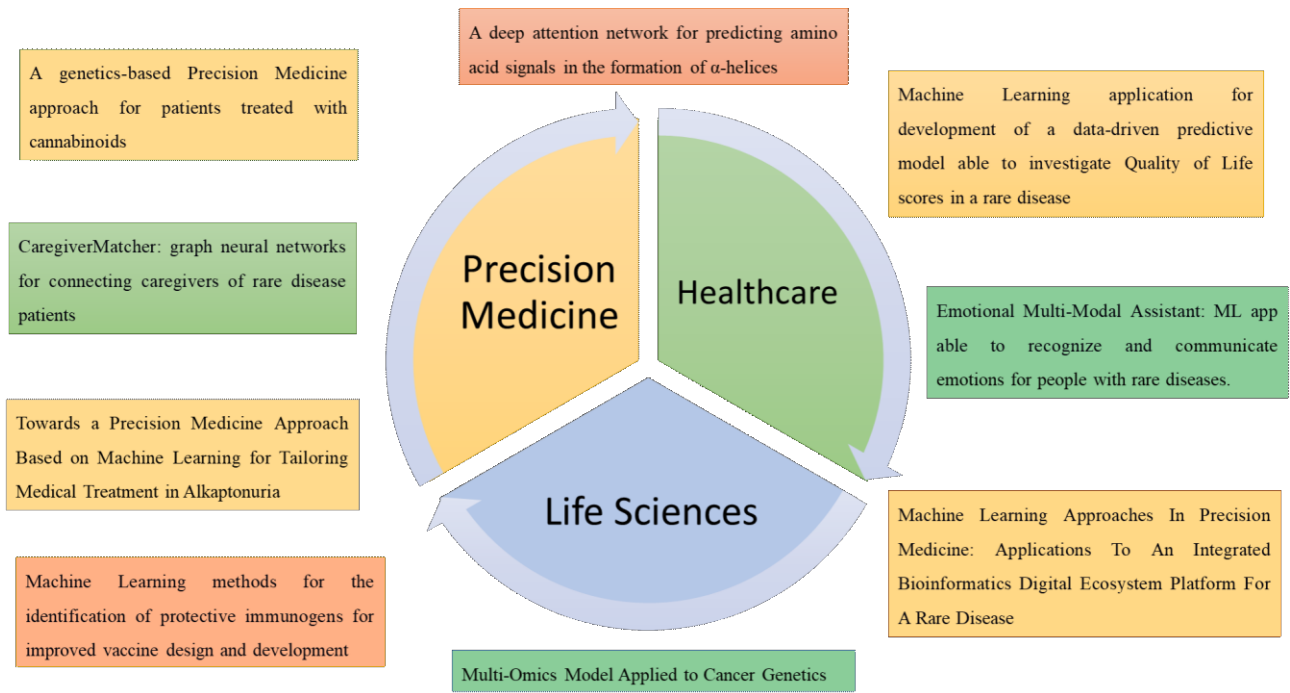 A deep attention network for predicting amino
acid signals in the formation of α-helices
A genetics-based Precision Medicine
approach for patients treated with
cannabinoids
Machine Learning application for
development of a data-driven predictive
model able to investigate Quality of Life
scores in a rare disease
CaregiverMatcher: graph neural networks
for connecting caregivers of rare disease
patients
Precision
Medicine
Healthcare
Emotional Multi-Modal Assistant: ML app
able to recognize and communicate
emotions for people with rare diseases.
Towards a Precision Medicine Approach
Based on Machine Learning for Tailoring
Medical Treatment in Alkaptonuria
Life Sciences
Machine Learning Approaches In Precision
Medicine: Applications To An Integrated
Bioinformatics Digital Ecosystem Platform For
A Rare Disease
Machine Learning methods for the
identification of protective immunogens for
improved vaccine design and development
Multi-Omics Model Applied to Cancer Genetics